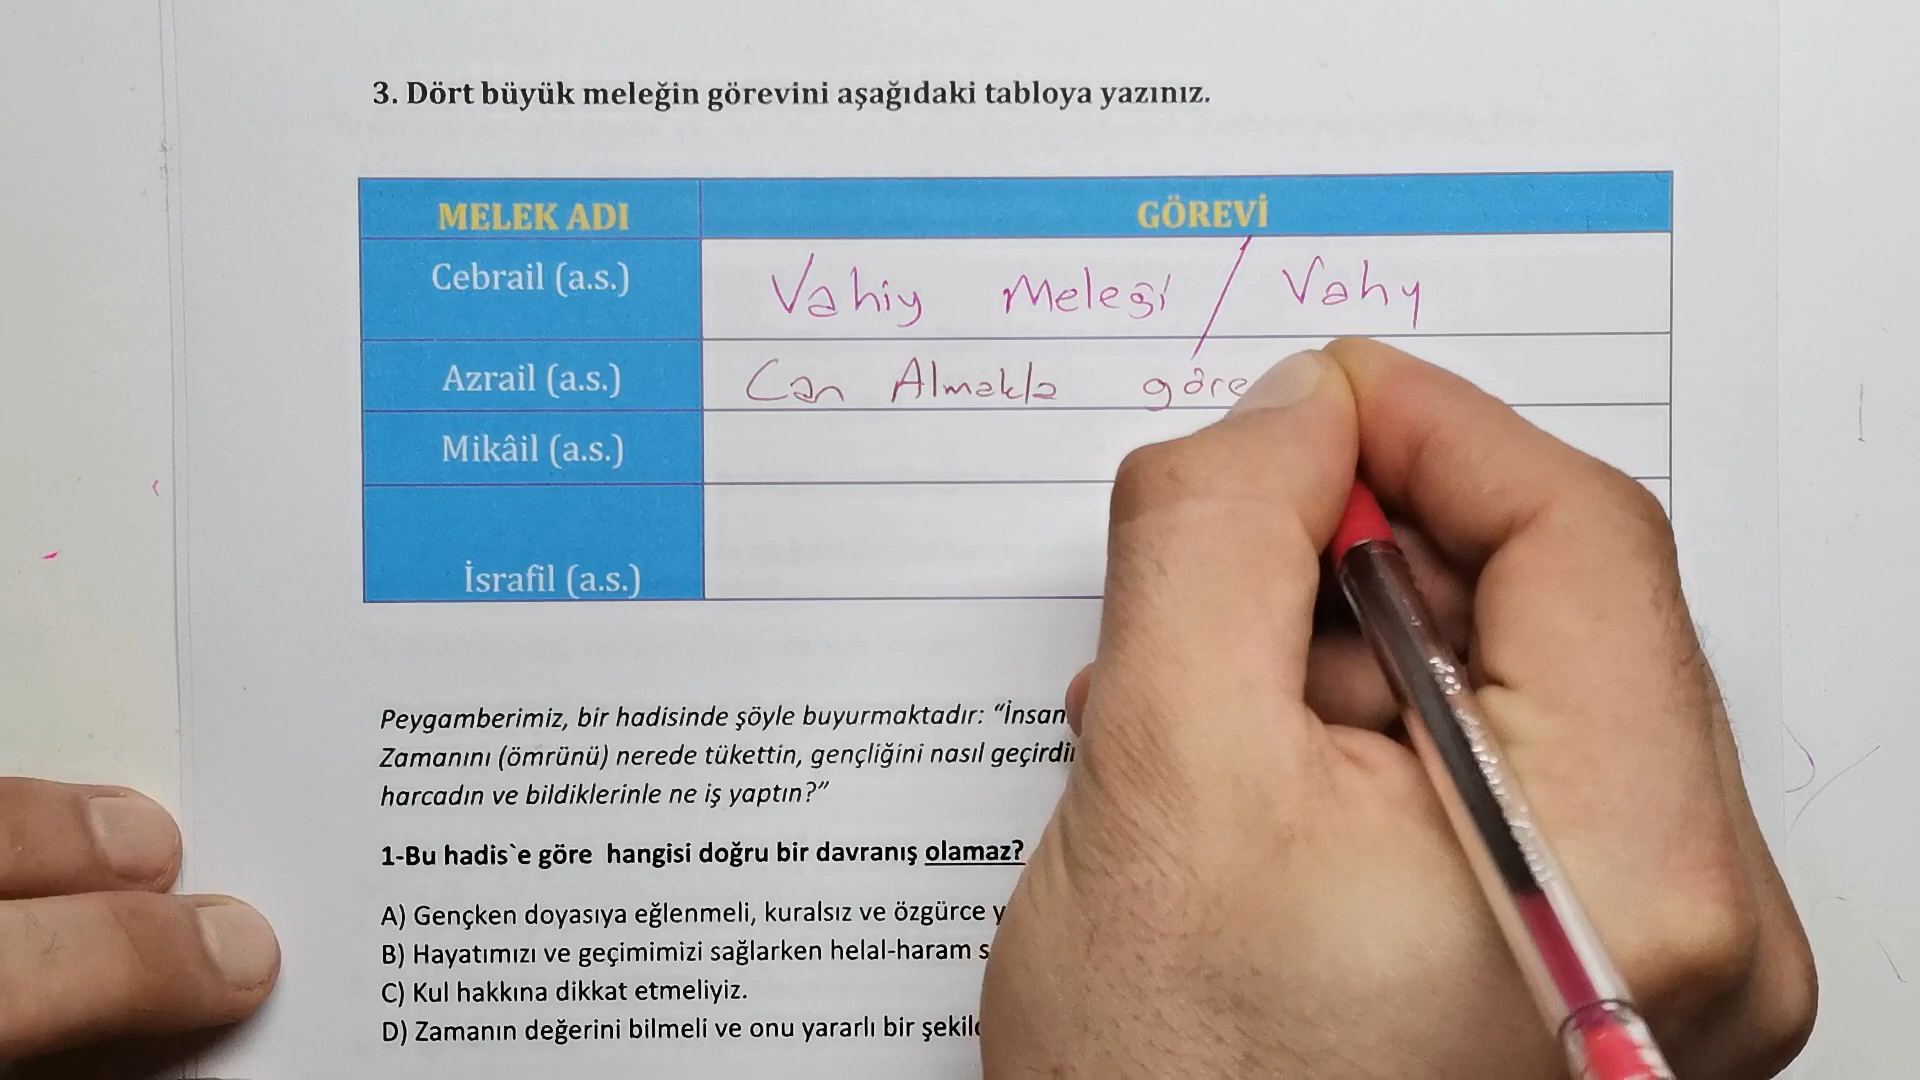 3. Dört büyük meleğin görevini aşağıdaki tabloya yazınız.
MELEK ADI GÖREVİ
Cebrail (a.s.) Vahiy Meleği / Vahy
Azrail (a.s.) Can Almakla göre
Mikâil (a.s.)
İsrafil (a.s.)
Peygamberimiz, bir hadisinde şöyle buyurmaktadır: “İnsan
Zamanını (ömrünü) nerede tükettin, gençliğini nasıl geçirdi
harcadın ve bildiklerinle ne iş yaptın?”
1-Bu hadis`e göre hangisi doğru bir davranış olamaz?
A) Gençken doyasıya eğlenmeli, kuralsız ve özgürce y
B) Hayatımızı ve geçimimizi sağlarken helal-haram s
C) Kul hakkına dikkat etmeliyiz.
D) Zamanın değerini bilmeli ve onu yararlı bir şekil